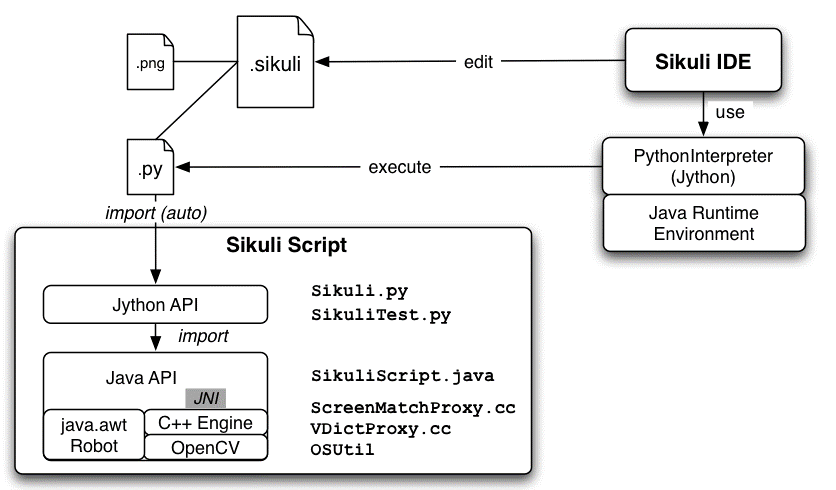 .png
.sikuli
edit
Sikuli IDE
use
.py
execute
PythonInterpreter
(Jython)
Java Runtime
Environment
import (auto)
Sikuli Script
Jython API
Sikuli.py
SikuliTest.py
import
Java API
SikuliScript.java
JNI
java.awt
Robot
C++ Engine
OpenCV
ScreenMatchProxy.cc
VDictProxy.cc
OSUtil